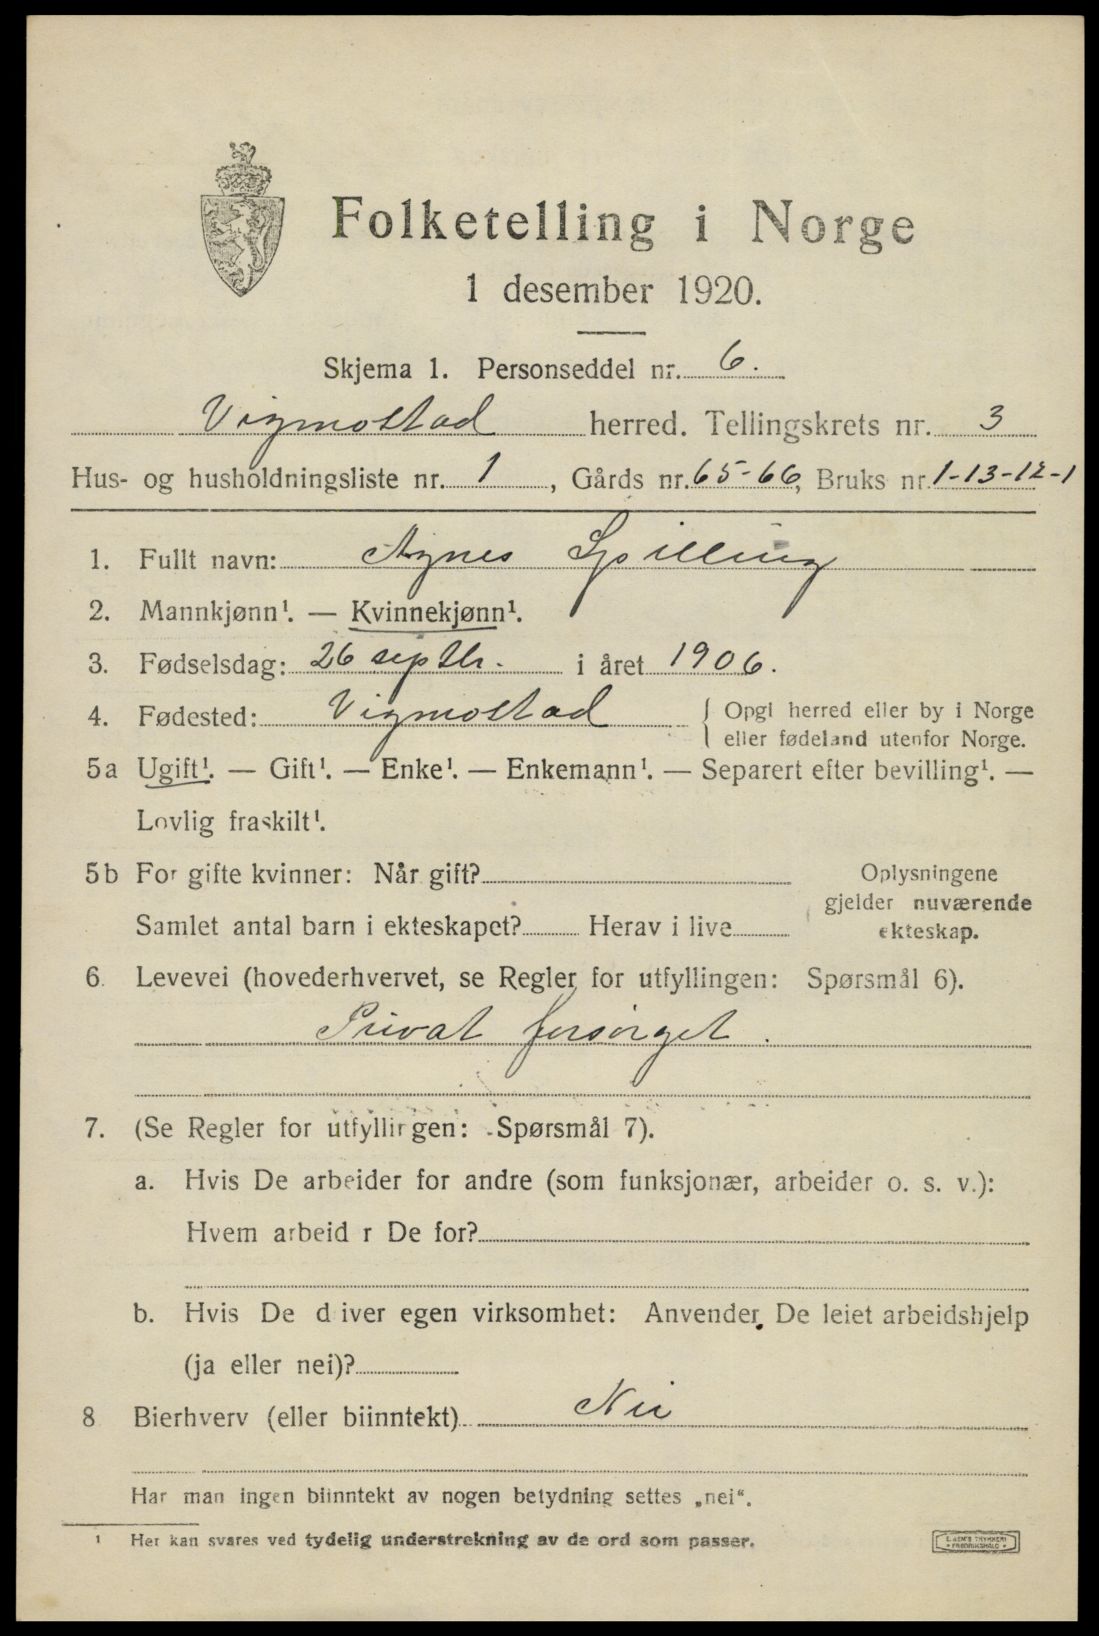 Folketelling i Norge
1 desember 1920.
Skjema 1. Personseddel nr. 6.
Vigmostad herred. Tellingskrets nr. 3
Hus- og husholdningsliste nr. 1, Gårds nr. 65-66, Bruks nr. 1-13-12-1
1. Fullt navn: Agnes Spilling
2. Mannkjønn¹. — Kvinnekjønn¹.
3. Fødselsdag: 26 septbr. i året 1906.
4. Fødested: Vigmostad { Opgi herred eller by i Norge
eller fødeland utenfor Norge.
5a Ugift¹. — Gift¹. — Enke¹. — Enkemann¹. — Separert efter bevilling¹. —
Lovlig fraskilt¹.
5b For gifte kvinner: Når gift? Oplysningene
gjelder nuværende
Samlet antal barn i ekteskapet? Herav i live ekteskap.
6. Levevei (hovederhvervet, se Regler for utfyllingen: Spørsmål 6).
Privat forsørget.
7. (Se Regler for utfyllirgen: Spørsmål 7).
a. Hvis De arbeider for andre (som funksjonær, arbeider o. s. v.):
Hvem arbeid r De for?
b. Hvis De d iver egen virksomhet: Anvender De leiet arbeidshjelp
(ja eller nei)?
8 Bierhverv (eller biinntekt) Nei
Har man ingen biinntekt av nogen betydning settes „nei“.
¹ Her kan svares ved tydelig understrekning av de ord som passer.